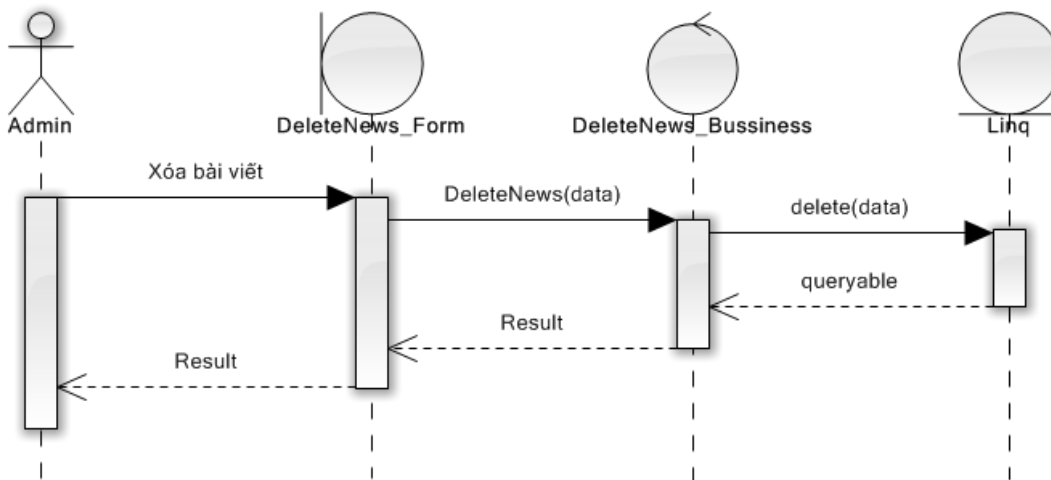 Admin
DeleteNews_Form
DeleteNews_Bussiness
Linq
Xóa bài viết
DeleteNews(data)
delete(data)
queryable
Result
Result